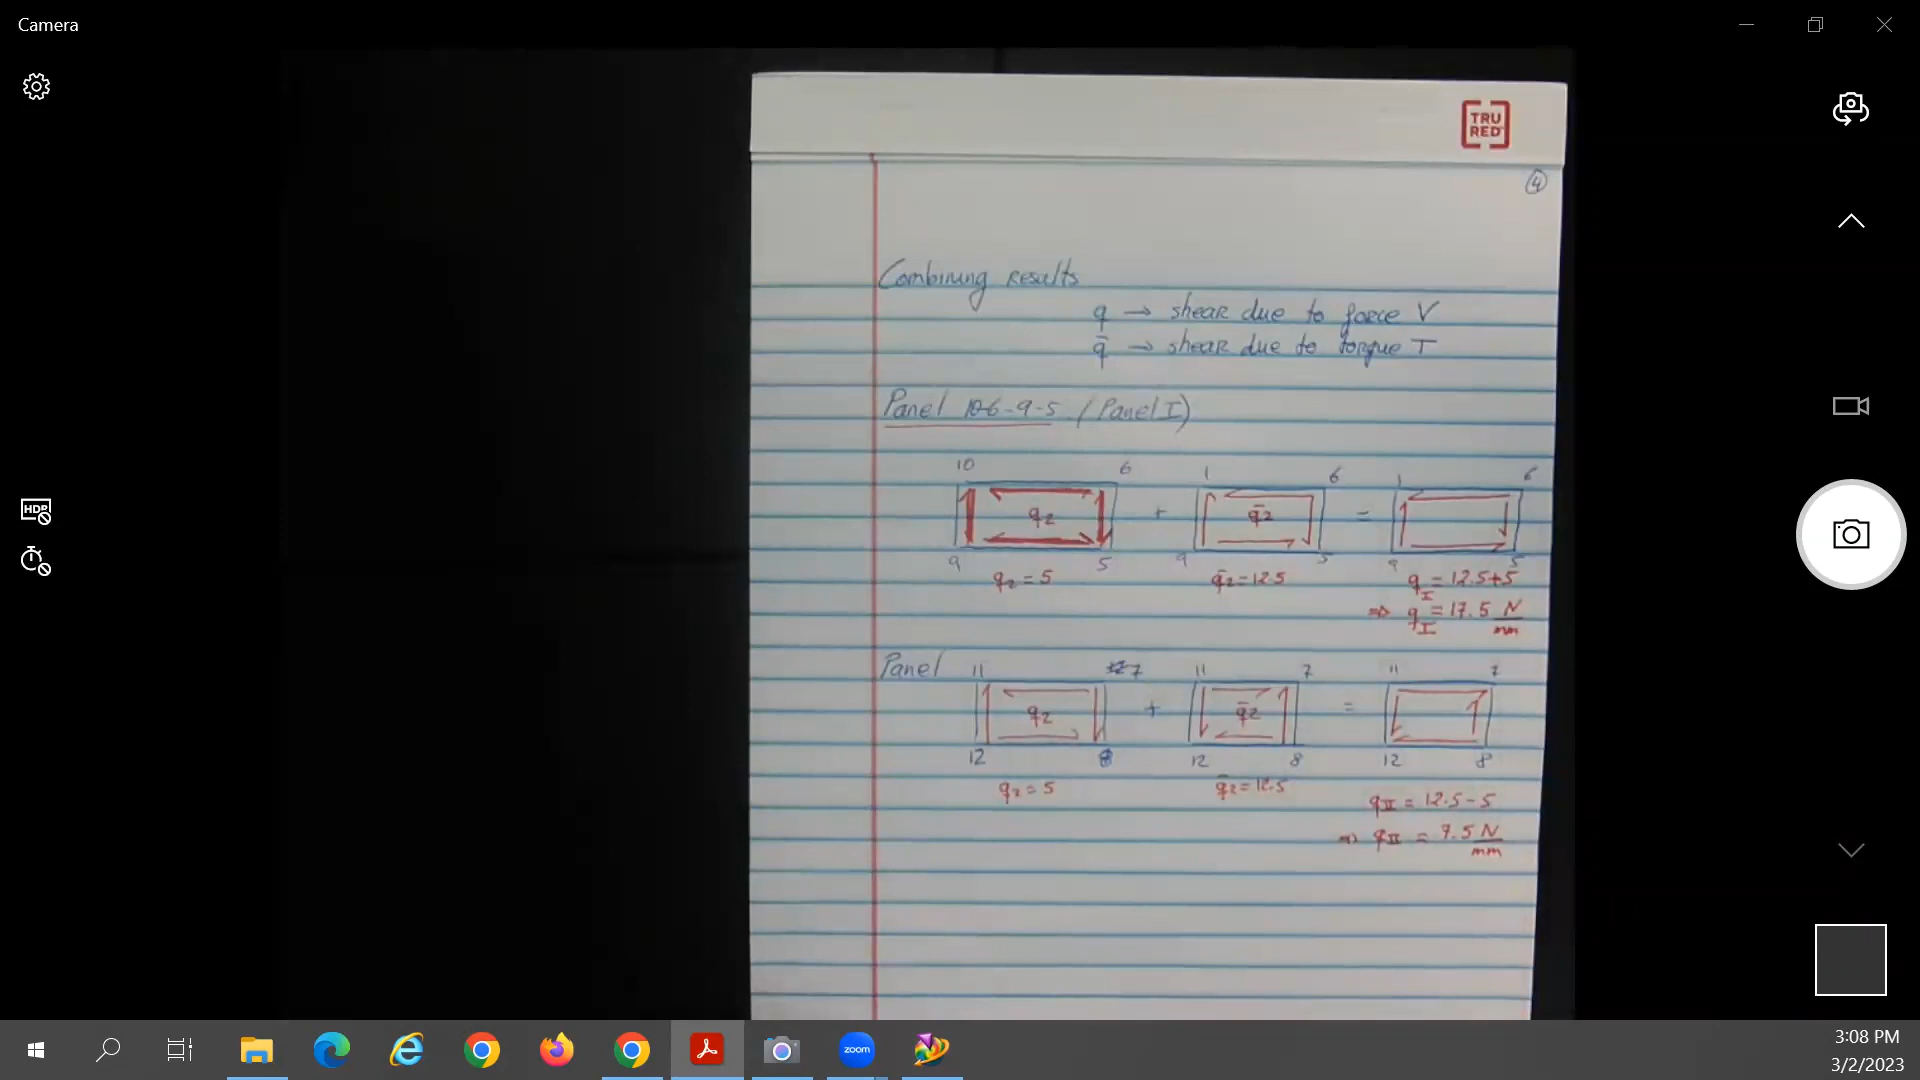 Camera
TRU
RED
4
Combining results
q → shear due to force V
q̄ → shear due to torque T
Panel 10-6-9-5 (Panel I)
10 6 1 6 1 6
q2 + q̄2 =
9 5 9 5 9 5
q2 = 5 q̄2 = 12.5 qI = 12.5+5
⇒ qI = 17.5 N/mm
Panel 11 7 11 7 11 7
q2 + q̄2 =
12 8 12 8 12 8
q2 = 5 q̄2 = 12.5
qII = 12.5 - 5
⇒ qII = 7.5 N/mm
HDR
zoom
3:08 PM
3/2/2023